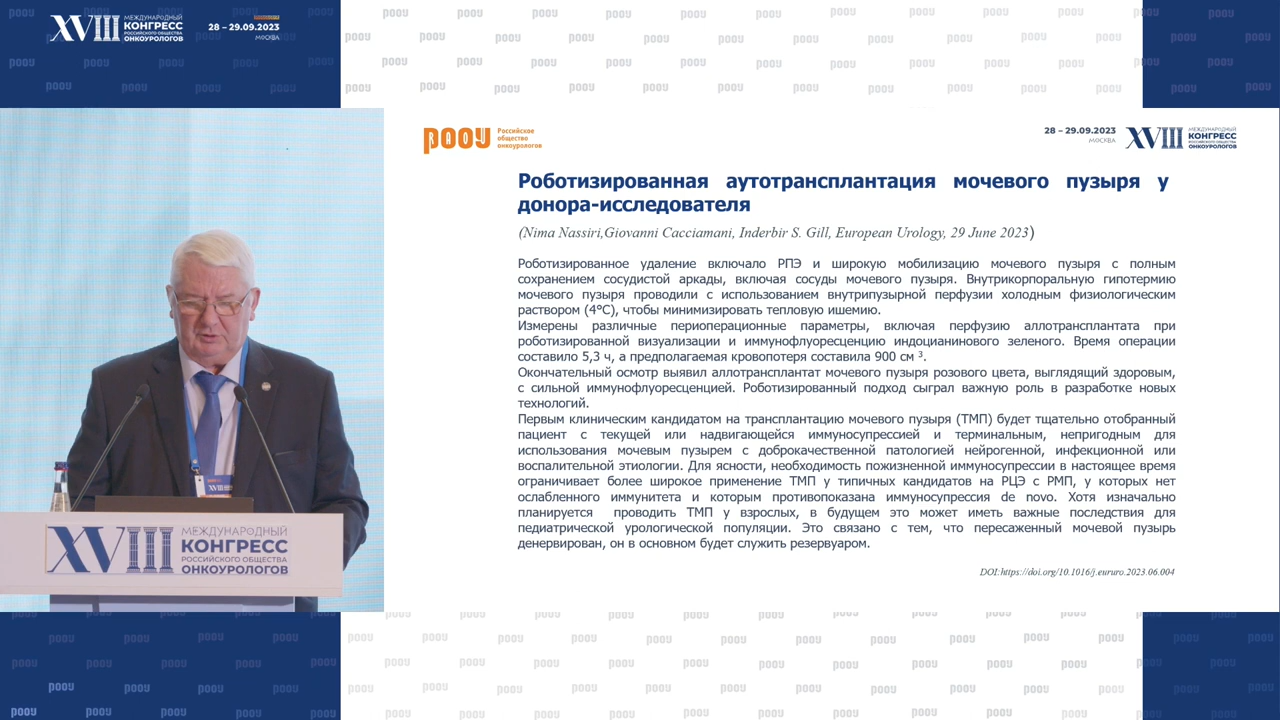 XVIII МЕЖДУНАРОДНЫЙ
КОНГРЕСС
РОССИЙСКОГО ОБЩЕСТВА
ОНКОУРОЛОГОВ
28 – 29.09.2023
МОСКВА
РООУ Российское
общество
онкоурологов
28 – 29.09.2023
МОСКВА
XVIII МЕЖДУНАРОДНЫЙ
КОНГРЕСС
РОССИЙСКОГО ОБЩЕСТВА
ОНКОУРОЛОГОВ
Роботизированная аутотрансплантация мочевого пузыря у
донора-исследователя
(Nima Nassiri,Giovanni Cacciamani, Inderbir S. Gill, European Urology, 29 June 2023)
Роботизированное удаление включало РПЭ и широкую мобилизацию мочевого пузыря с полным
сохранением сосудистой аркады, включая сосуды мочевого пузыря. Внутрикорпоральную гипотермию
мочевого пузыря проводили с использованием внутрипузырной перфузии холодным физиологическим
раствором (4°C), чтобы минимизировать тепловую ишемию.
Измерены различные периоперационные параметры, включая перфузию аллотрансплантата при
роботизированной визуализации и иммунофлуоресценцию индоцианинового зеленого. Время операции
составило 5,3 ч, а предполагаемая кровопотеря составила 900 см ³.
Окончательный осмотр выявил аллотрансплантат мочевого пузыря розового цвета, выглядящий здоровым,
с сильной иммунофлуоресценцией. Роботизированный подход сыграл важную роль в разработке новых
технологий.
Первым клиническим кандидатом на трансплантацию мочевого пузыря (ТМП) будет тщательно отобранный
пациент с текущей или надвигающейся иммуносупрессией и терминальным, непригодным для
использования мочевым пузырем с доброкачественной патологией нейрогенной, инфекционной или
воспалительной этиологии. Для ясности, необходимость пожизненной иммуносупрессии в настоящее время
ограничивает более широкое применение ТМП у типичных кандидатов на РЦЭ с РМП, у которых нет
ослабленного иммунитета и которым противопоказана иммуносупрессия de novo. Хотя изначально
планируется проводить ТМП у взрослых, в будущем это может иметь важные последствия для
педиатрической урологической популяции. Это связано с тем, что пересаженный мочевой пузырь
денервирован, он в основном будет служить резервуаром.
DOI:https://doi.org/10.1016/j.eururo.2023.06.004
XVIII МЕЖДУНАРОДНЫЙ
КОНГРЕСС
РОССИЙСКОГО ОБЩЕСТВА
ОНКОУРОЛОГОВ